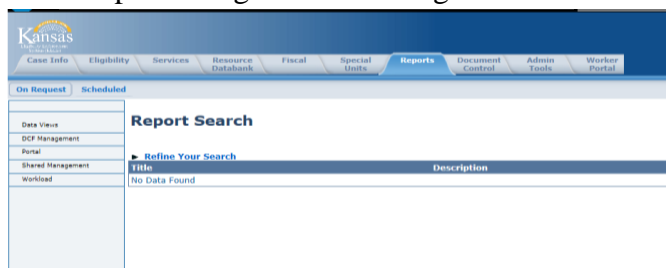 Kansas
Case Info Eligibility Services Resource Databank Fiscal Special Units Reports Document Control Admin Tools Worker Portal
On Request Scheduled
Data Views
DCF Management
Portal
Shared Management
Workload
Report Search
► Refine Your Search
Title Description
No Data Found